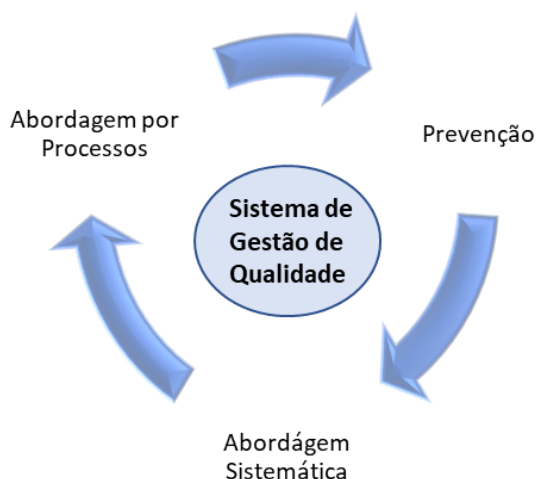 Abordagem por
Processos
Prevenção
Sistema de
Gestão de
Qualidade
Abordágem
Sistemática